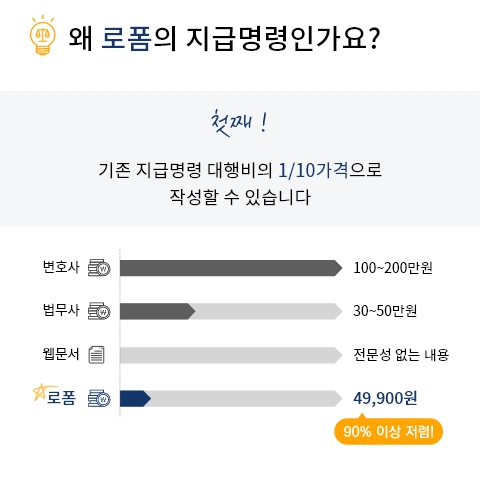 왜 로폼의 지급명령인가요?
첫째!
기존 지급명령 대행비의 1/10가격으로
작성할 수 있습니다
변호사 100~200만원
법무사 30~50만원
웹문서 전문성 없는 내용
로폼 49,900원
90% 이상 저렴!